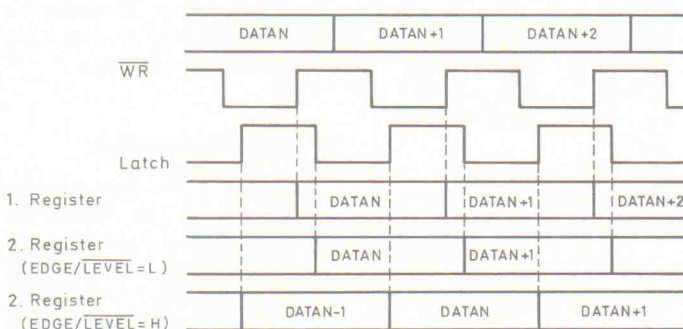 DATAN DATAN+1 DATAN+2
WR
Latch
1. Register DATAN DATAN+1 DATAN+2
2. Register DATAN DATAN+1
(EDGE/LEVEL=L)
2. Register DATAN-1 DATAN DATAN+1
(EDGE/LEVEL=H)